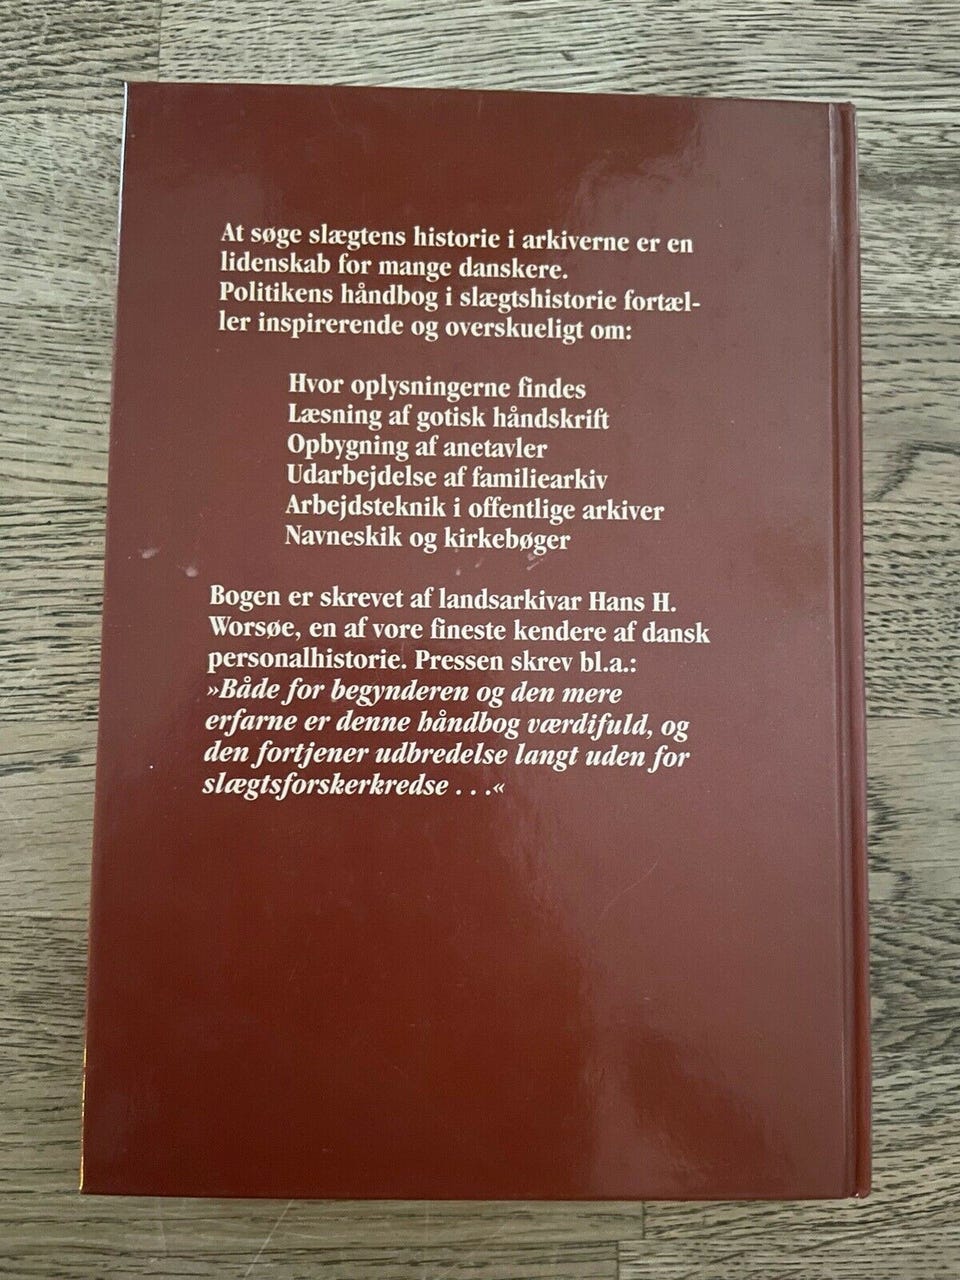 At søge slægtens historie i arkiverne er en
lidenskab for mange danskere.
Politikens håndbog i slægtshistorie fortæl-
ler inspirerende og overskueligt om:
Hvor oplysningerne findes
Læsning af gotisk håndskrift
Opbygning af anetavler
Udarbejdelse af familiearkiv
Arbejdsteknik i offentlige arkiver
Navneskik og kirkebøger
Bogen er skrevet af landsarkivar Hans H.
Worsøe, en af vore fineste kendere af dansk
personalhistorie. Pressen skrev bl.a.:
»Både for begynderen og den mere
erfarne er denne håndbog værdifuld, og
den fortjener udbredelse langt uden for
slægtsforskerkredse . . .«